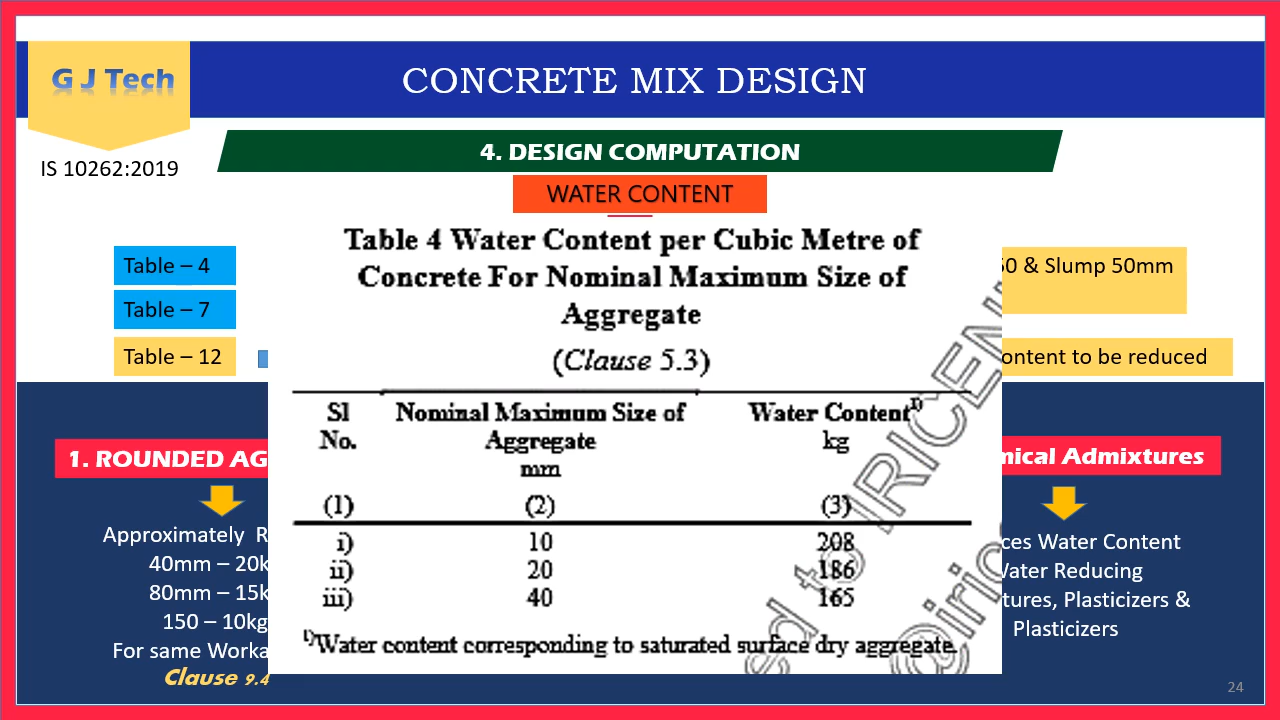 G J Tech
CONCRETE MIX DESIGN
IS 10262:2019
4. DESIGN COMPUTATION
WATER CONTENT
Table – 4
Table – 7
Table – 12
50 & Slump 50mm
ontent to be reduced
Table 4 Water Content per Cubic Metre of
Concrete For Nominal Maximum Size of
Aggregate
(Clause 5.3)
Sl No. Nominal Maximum Size of Aggregate mm Water Content¹⁾ kg
(1) (2) (3)
i) 10 208
ii) 20 186
iii) 40 165
¹⁾Water content corresponding to saturated surface dry aggregate.
1. ROUNDED AG
Approximately R
40mm – 20k
80mm – 15k
150 – 10kg
For same Worka
Clause 9.4
mical Admixtures
ces Water Content
Water Reducing
tures, Plasticizers &
Plasticizers
24